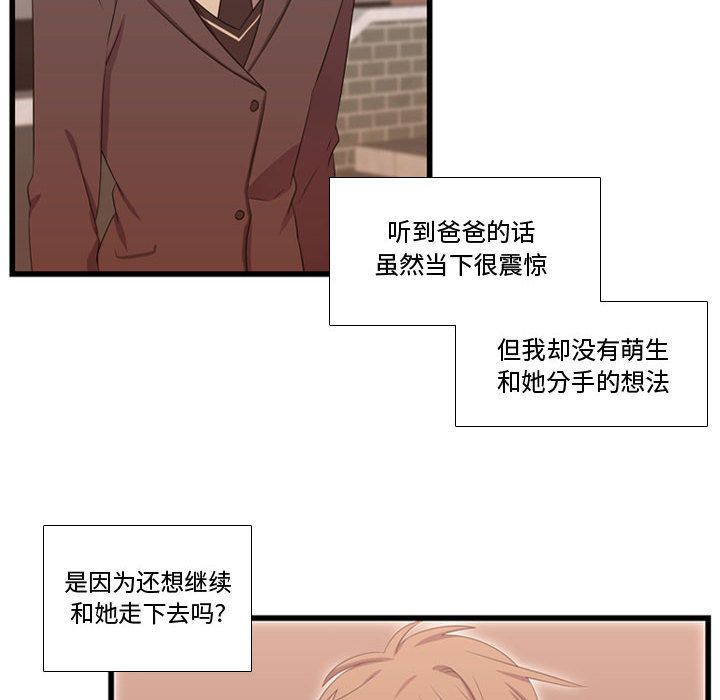 听到爸爸的话
虽然当下很震惊
但我却没有萌生
和她分手的想法
是因为还想继续
和她走下去吗?